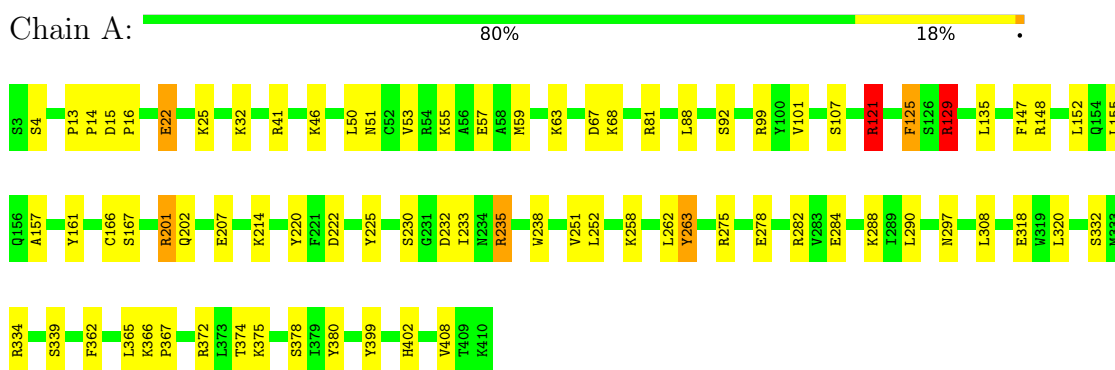 Chain A:
80% 18% •
S3 S4 P13 P14 D15 P16 E22 K25 K32 R41 K46 L50 N51 C52 V53 R54 K55 A56 E57 A58 M59 K63 D67 K68 R81 L88 S92 R99 Y100 V101 S107 R121 F125 S126 R129 L135 F147 R148 L152 Q154 L155
Q156 A157 Y161 C166 S167 R201 Q202 E207 K214 Y220 F221 D222 Y225 S230 G231 D232 I233 N234 R235 W238 V251 L252 K258 L262 Y263 R275 E278 R282 V283 E284 K288 I289 L290 N297 L308 E318 W319 L320 S332 M333
R334 S339 F362 L365 K366 P367 R372 L373 T374 K375 S378 I379 Y380 Y399 H402 V408 T409 K410